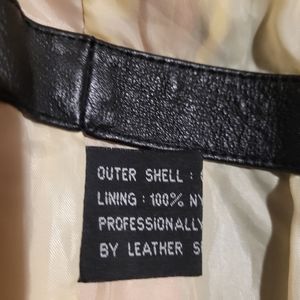 OUTER SHELL :
LINING : 100% NY
PROFESSIONALLY
BY LEATHER S